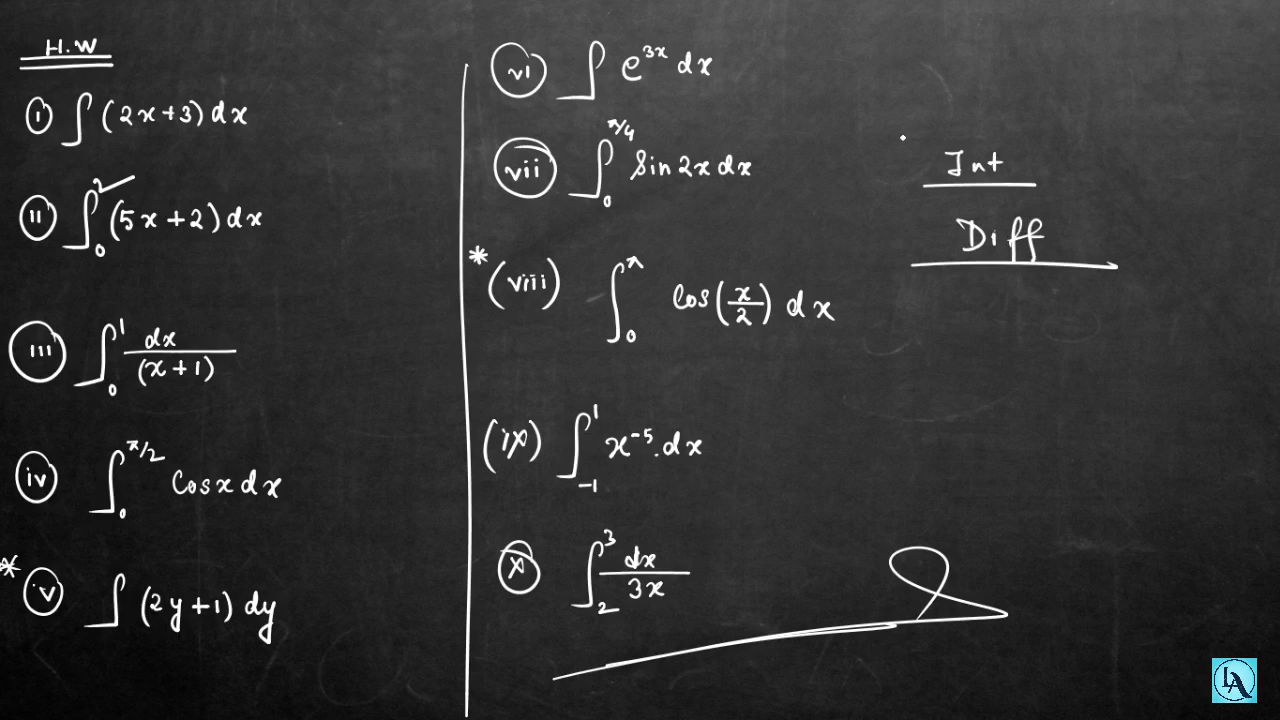 H.W
(i) ∫ (2x+3) dx
(ii) ∫₀² (5x+2) dx
(iii) ∫₀¹ dx/(x+1)
(iv) ∫₀^(π/2) Cosx dx
* (v) ∫ (2y+1) dy
(vi) ∫ e^(3x) dx
(vii) ∫₀^(π/4) Sin 2x dx
* (viii) ∫₀^π Cos(x/2) dx
(ix) ∫₋₁¹ x⁻⁵.dx
(x) ∫₂³ dx/3x
Int
Diff
LA